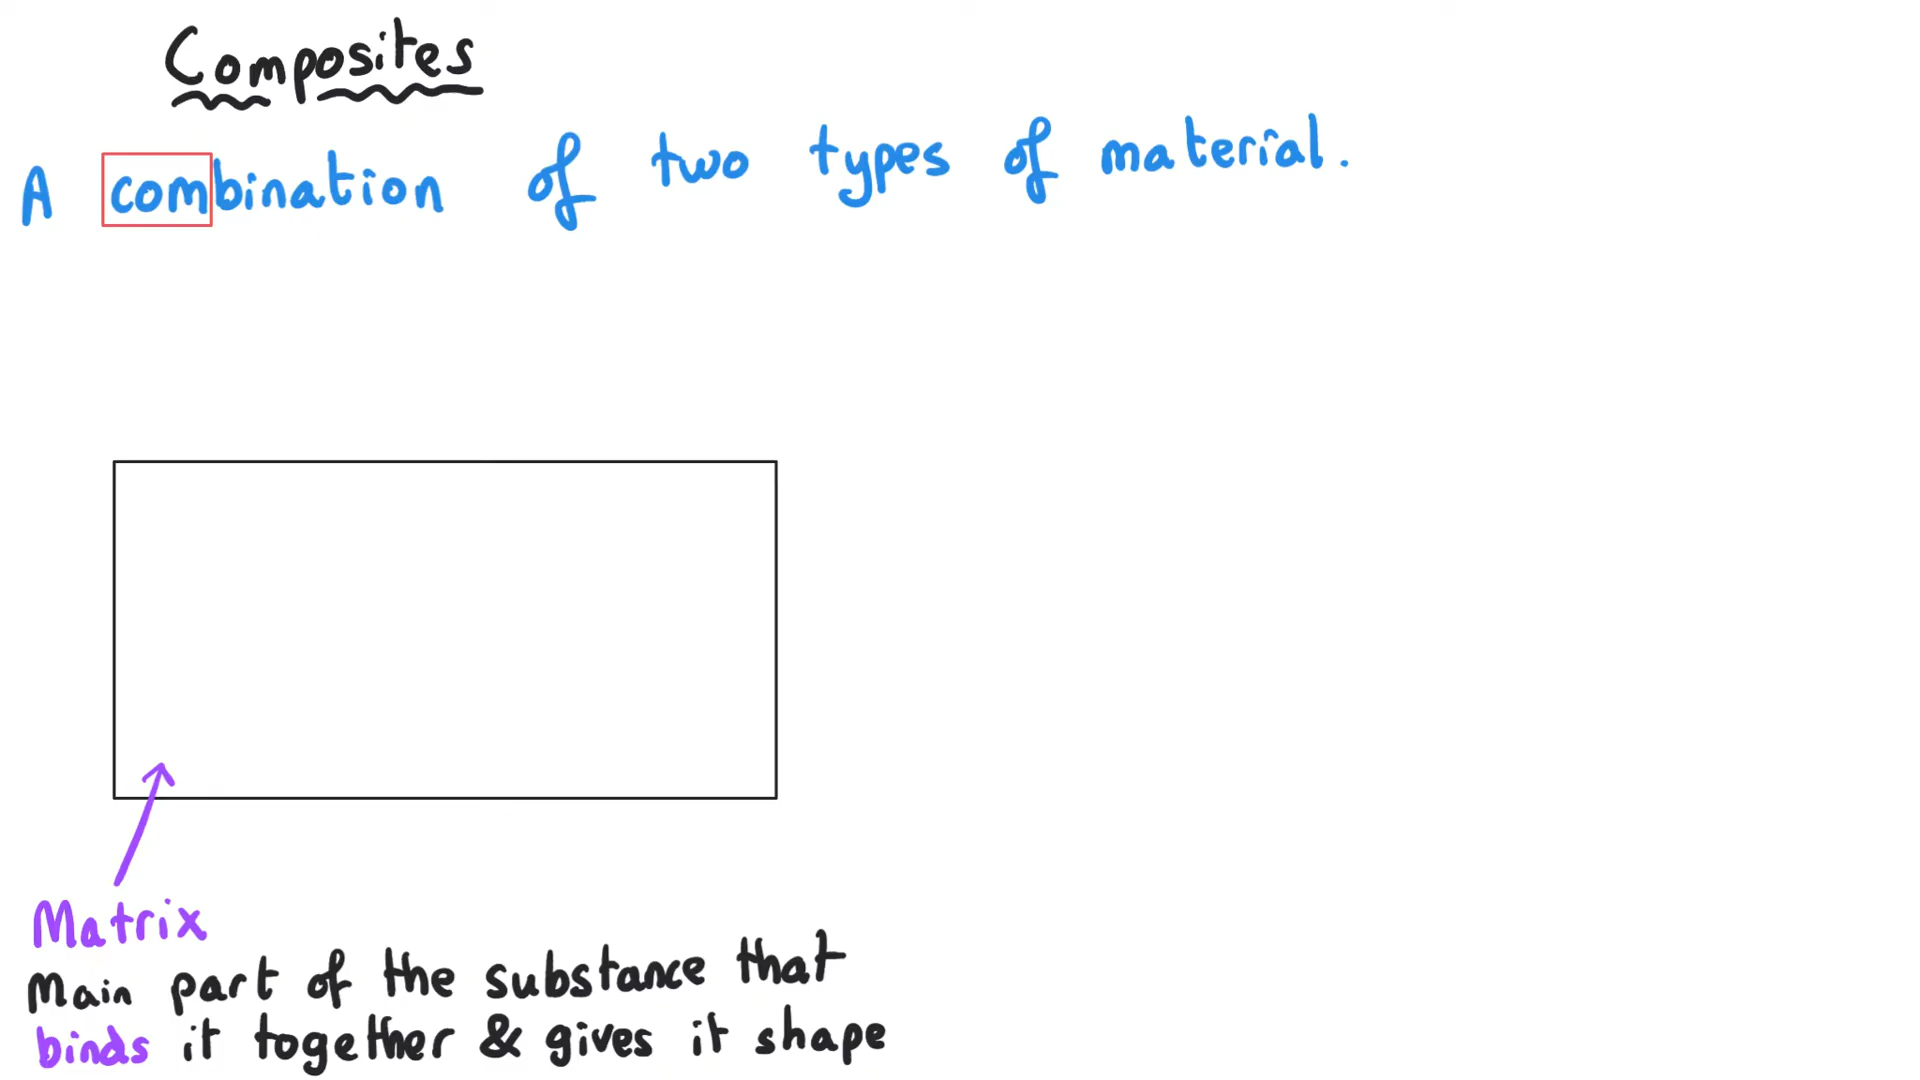 Composites
A combination of two types of material.
Matrix
Main part of the substance that
binds it together & gives it shape